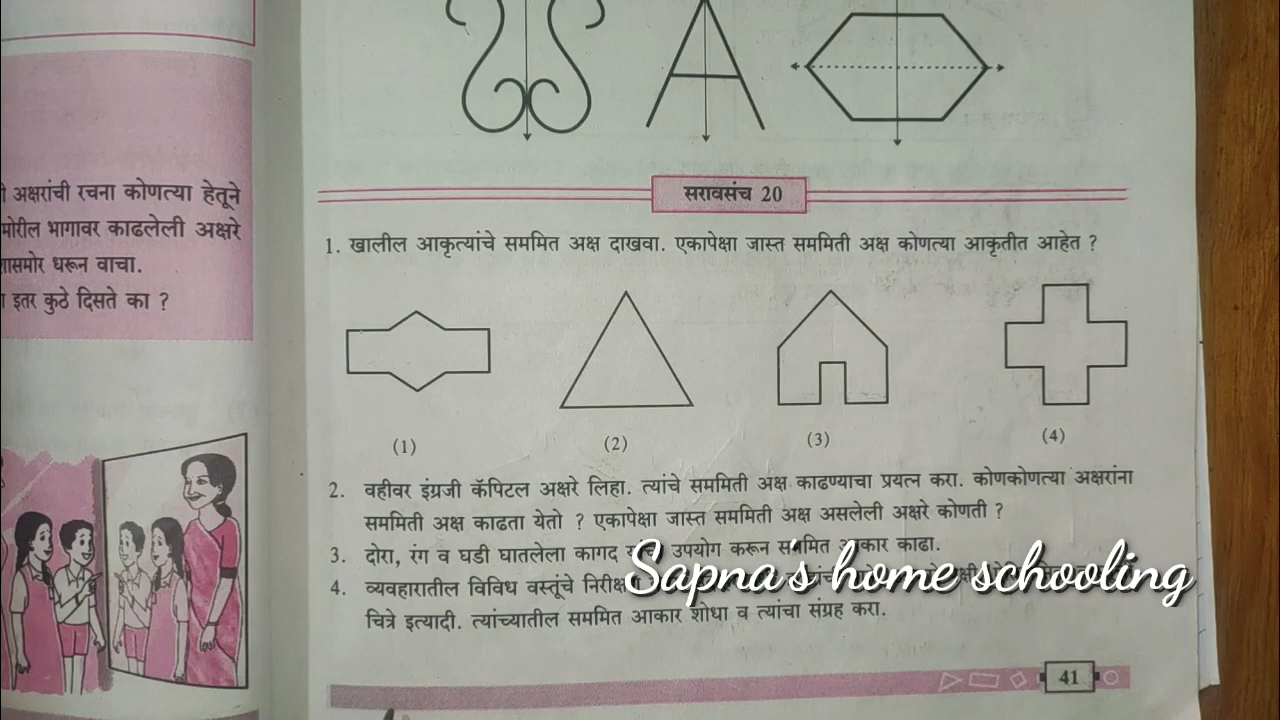 अक्षरांची रचना कोणत्या हेतूने
मोरील भागावर काढलेली अक्षरे
धरून वाचा.
इतर कुठे दिसते का ?
सरावसंच 20
1. खालील आकृत्यांचे सममित अक्ष दाखवा. एकापेक्षा जास्त सममिती अक्ष कोणत्या आकृतीत आहेत ?
(1) (2) (3) (4)
2. वहीवर इंग्रजी कॅपिटल अक्षरे लिहा. त्यांचे सममिती अक्ष काढण्याचा प्रयत्न करा. कोणकोणत्या अक्षरांना
सममिती अक्ष काढता येतो ? एकापेक्षा जास्त सममिती अक्ष असलेली अक्षरे कोणती ?
3. दोरा, रंग व घडी घातलेला कागद उपयोग करून सममित आकार काढा.
4. व्यवहारातील विविध वस्तूंचे
Sapna's home schooling
चित्रे इत्यादी. त्यांच्यातील सममित आकार शोधा व त्यांचा संग्रह करा.
41